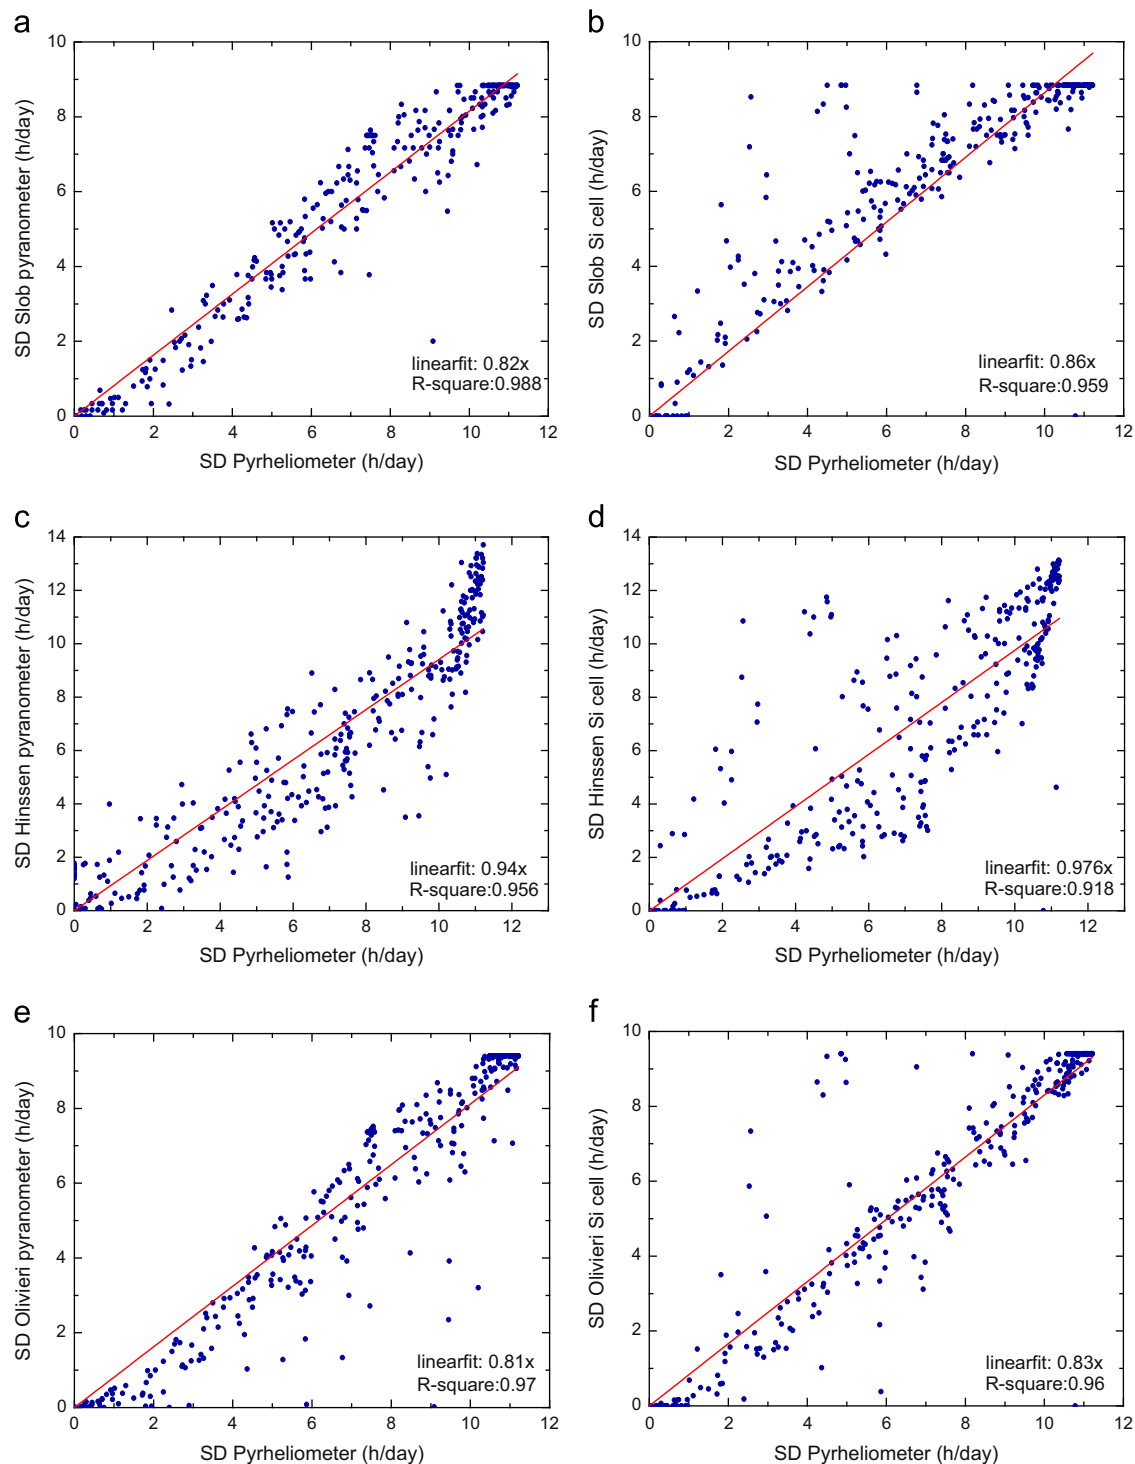 a
10
8
6
4
2
0
SD Slob pyranometer (h/day)
linearfit: 0.82x
R-square:0.988
0 2 4 6 8 10 12
SD Pyrheliometer (h/day)
b
10
8
6
4
2
0
SD Slob Si cell (h/day)
linearfit: 0.86x
R-square:0.959
0 2 4 6 8 10 12
SD Pyrheliometer (h/day)
c
14
12
10
8
6
4
2
0
SD Hinssen pyranometer (h/day)
linearfit: 0.94x
R-square:0.956
0 2 4 6 8 10 12
SD Pyrheliometer (h/day)
d
14
12
10
8
6
4
2
0
SD Hinssen Si cell (h/day)
linearfit: 0.976x
R-square:0.918
0 2 4 6 8 10 12
SD Pyrheliometer (h/day)
e
10
8
6
4
2
0
SD Olivieri pyranometer (h/day)
linearfit: 0.81x
R-square:0.97
0 2 4 6 8 10 12
SD Pyrheliometer (h/day)
f
10
8
6
4
2
0
SD Olivieri Si cell (h/day)
linearfit: 0.83x
R-square:0.96
0 2 4 6 8 10 12
SD Pyrheliometer (h/day)